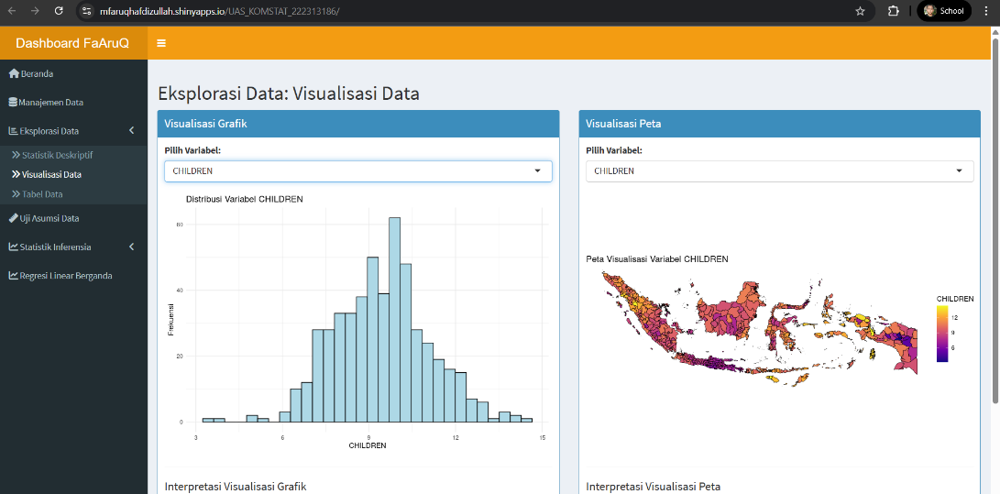 mfaruqhafdizullah.shinyapps.io/UAS_KOMSTAT_222313186/
School
Dashboard FaAruQ
Beranda
Manajemen Data
Eksplorasi Data
Statistik Deskriptif
Visualisasi Data
Tabel Data
Uji Asumsi Data
Statistik Inferensia
Regresi Linear Berganda
Eksplorasi Data: Visualisasi Data
Visualisasi Grafik
Pilih Variabel:
CHILDREN
Distribusi Variabel CHILDREN
Frekuensi
60
40
20
0
3
6
9
12
15
CHILDREN
Interpretasi Visualisasi Grafik
Visualisasi Peta
Pilih Variabel:
CHILDREN
Peta Visualisasi Variabel CHILDREN
CHILDREN
12
9
6
Interpretasi Visualisasi Peta